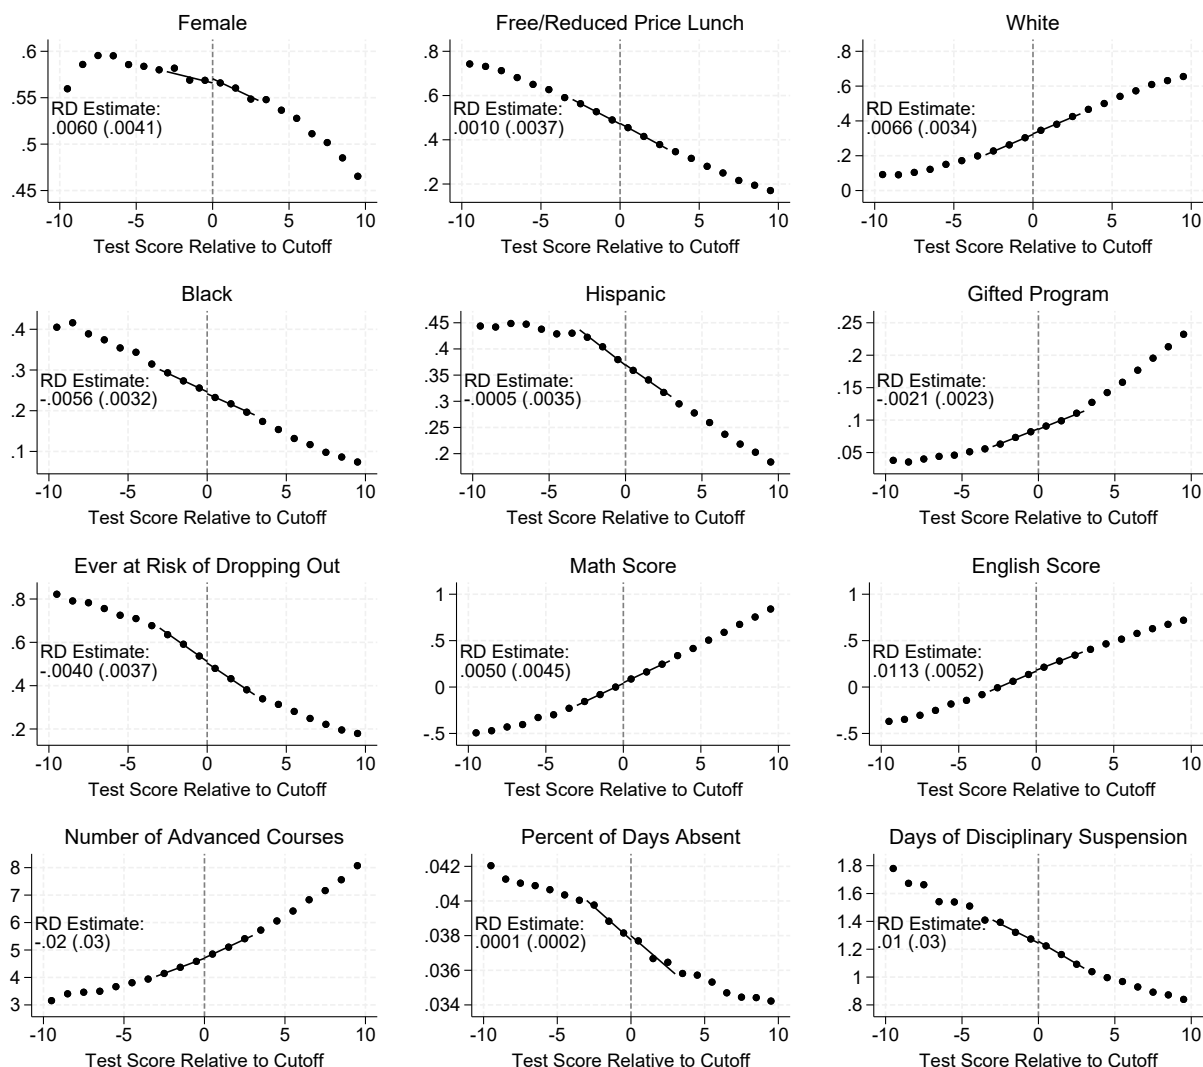 Female
.6
.55
.5
.45
RD Estimate:
.0060 (.0041)
-10 -5 0 5 10
Test Score Relative to Cutoff
Free/Reduced Price Lunch
.8
.6
.4
.2
RD Estimate:
.0010 (.0037)
-10 -5 0 5 10
Test Score Relative to Cutoff
White
.8
.6
.4
.2
0
RD Estimate:
.0066 (.0034)
-10 -5 0 5 10
Test Score Relative to Cutoff
Black
.4
.3
.2
.1
RD Estimate:
-.0056 (.0032)
-10 -5 0 5 10
Test Score Relative to Cutoff
Hispanic
.45
.4
.35
.3
.25
.2
RD Estimate:
-.0005 (.0035)
-10 -5 0 5 10
Test Score Relative to Cutoff
Gifted Program
.25
.2
.15
.1
.05
RD Estimate:
-.0021 (.0023)
-10 -5 0 5 10
Test Score Relative to Cutoff
Ever at Risk of Dropping Out
.8
.6
.4
.2
RD Estimate:
-.0040 (.0037)
-10 -5 0 5 10
Test Score Relative to Cutoff
Math Score
1
.5
0
-.5
RD Estimate:
.0050 (.0045)
-10 -5 0 5 10
Test Score Relative to Cutoff
English Score
1
.5
0
-.5
RD Estimate:
.0113 (.0052)
-10 -5 0 5 10
Test Score Relative to Cutoff
Number of Advanced Courses
8
7
6
5
4
3
RD Estimate:
-.02 (.03)
-10 -5 0 5 10
Test Score Relative to Cutoff
Percent of Days Absent
.042
.04
.038
.036
.034
RD Estimate:
.0001 (.0002)
-10 -5 0 5 10
Test Score Relative to Cutoff
Days of Disciplinary Suspension
1.8
1.6
1.4
1.2
1
.8
RD Estimate:
.01 (.03)
-10 -5 0 5 10
Test Score Relative to Cutoff